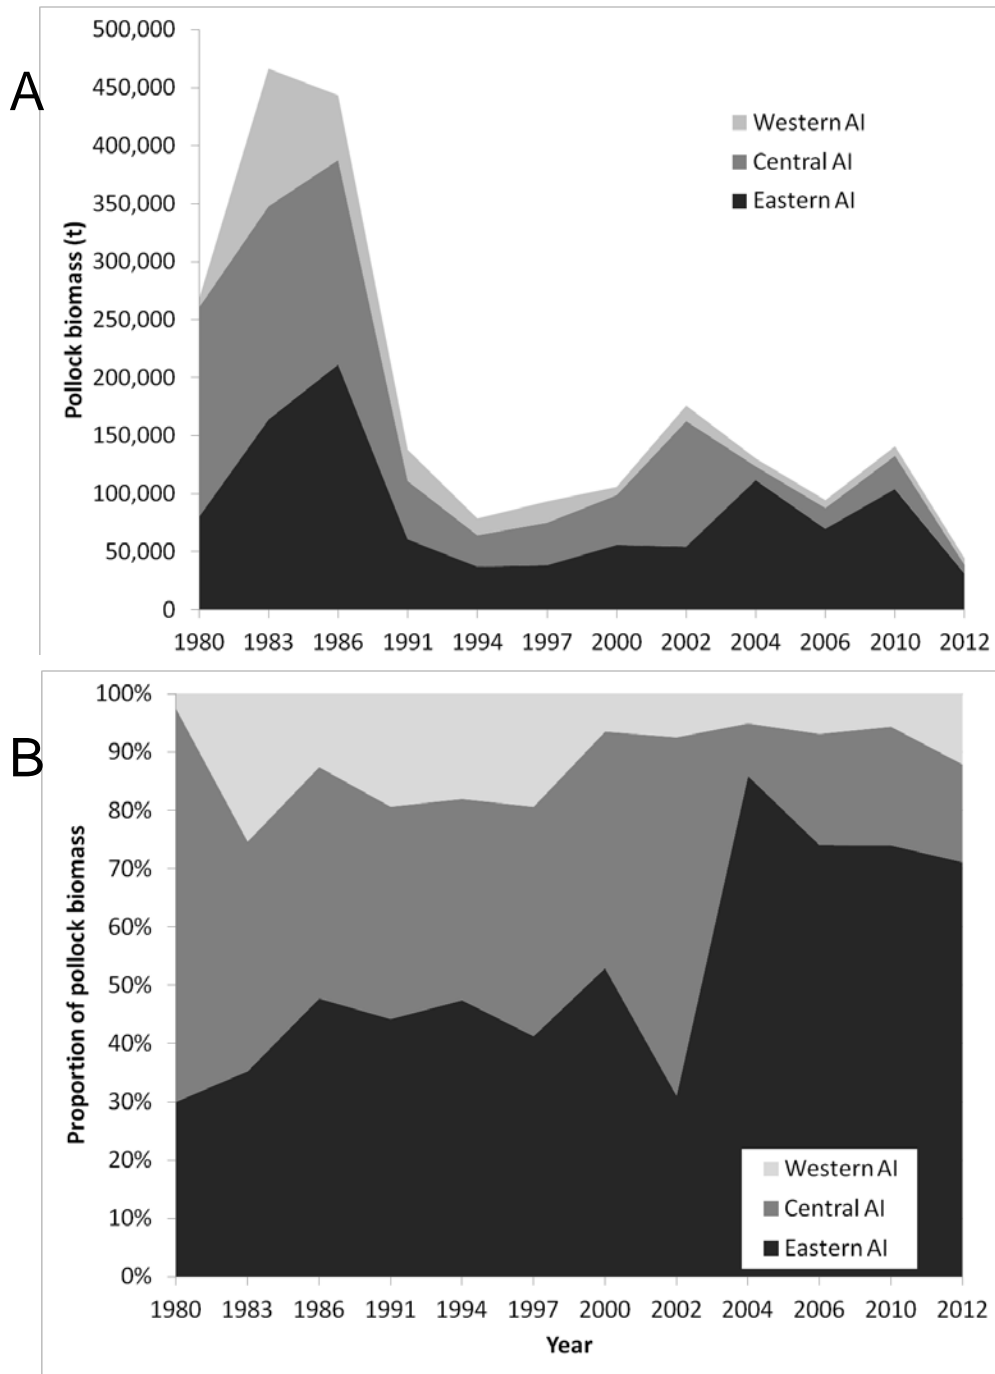 A
500,000
450,000
400,000
350,000
300,000
250,000
200,000
150,000
100,000
50,000
0
Pollock biomass (t)
Western AI
Central AI
Eastern AI
1980 1983 1986 1991 1994 1997 2000 2002 2004 2006 2010 2012
B
100%
90%
80%
70%
60%
50%
40%
30%
20%
10%
0%
Proportion of pollock biomass
Western AI
Central AI
Eastern AI
1980 1983 1986 1991 1994 1997 2000 2002 2004 2006 2010 2012
Year